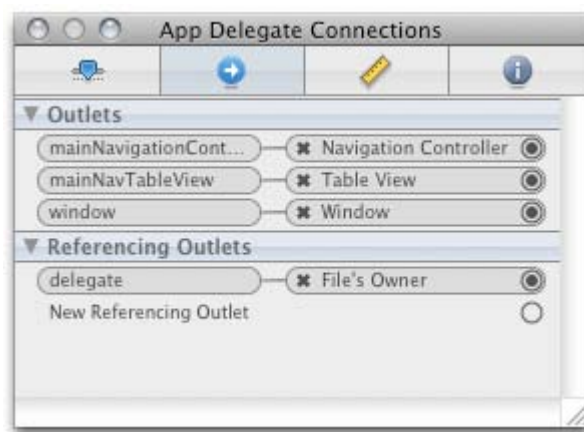 App Delegate Connections
Outlets
mainNavigationCont... Navigation Controller
mainNavTableView Table View
window Window
Referencing Outlets
delegate File's Owner
New Referencing Outlet